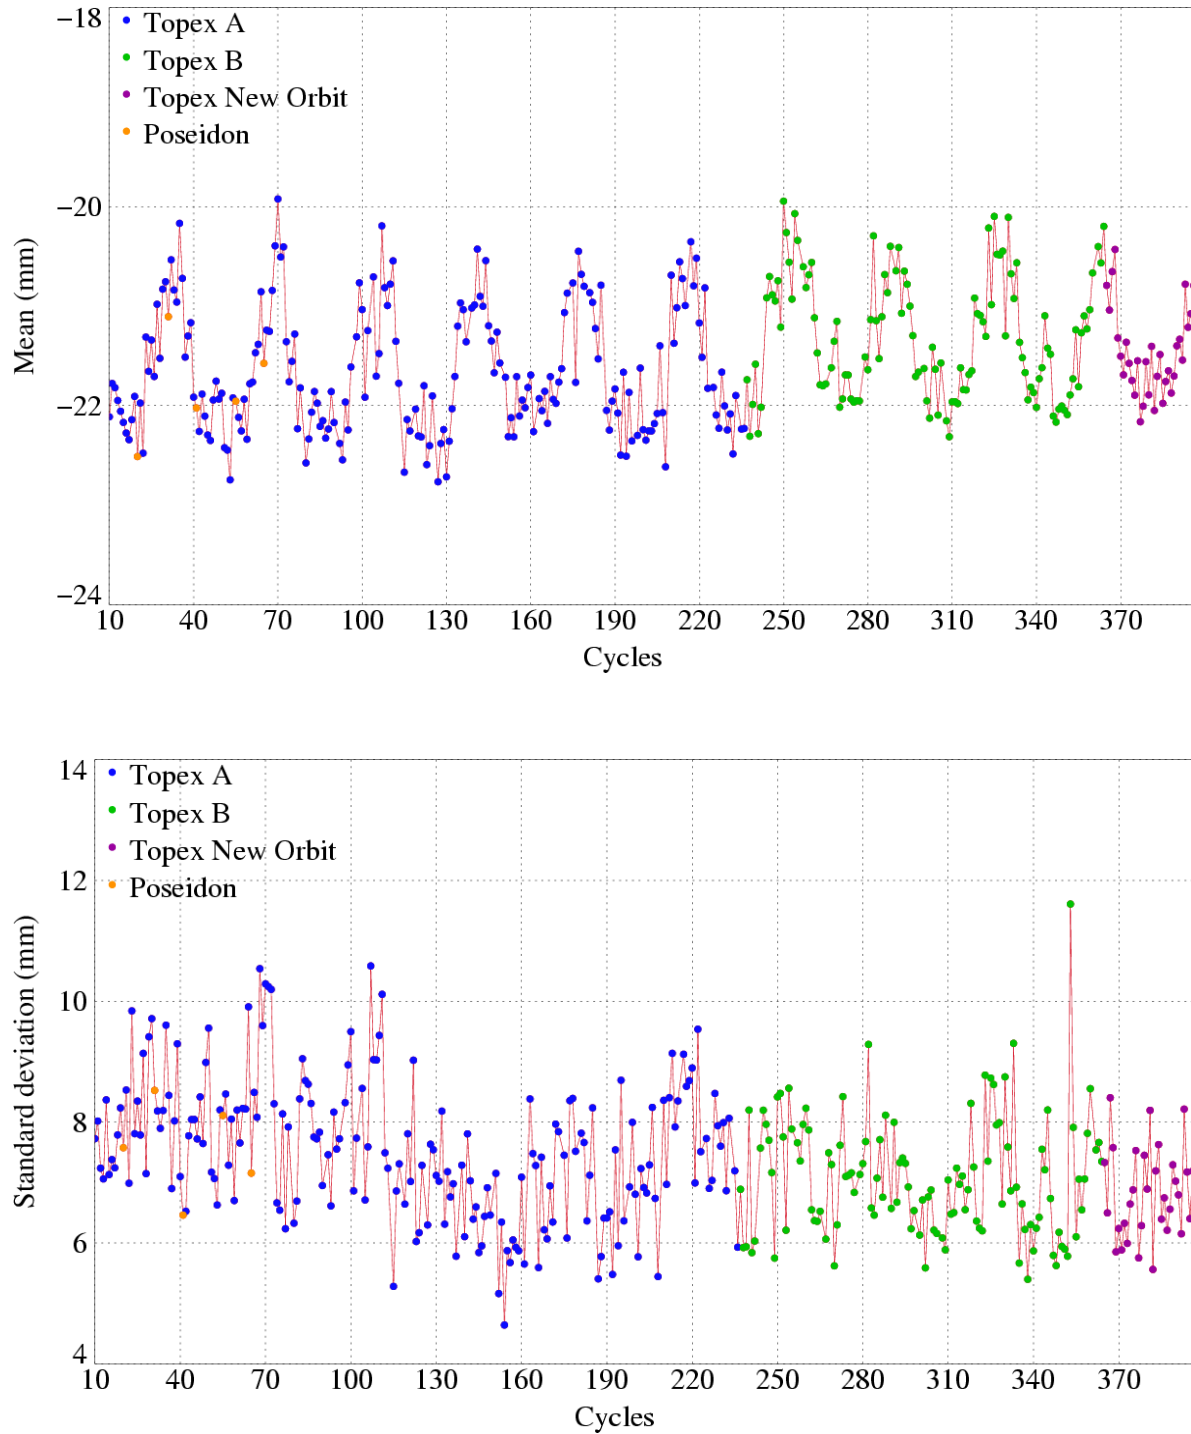 −18
Topex A
Topex B
Topex New Orbit
Poseidon
−20
Mean (mm)
−22
−24
10 40 70 100 130 160 190 220 250 280 310 340 370
Cycles
14
Topex A
Topex B
Topex New Orbit
12
Poseidon
10
Standard deviation (mm)
8
6
4
10 40 70 100 130 160 190 220 250 280 310 340 370
Cycles